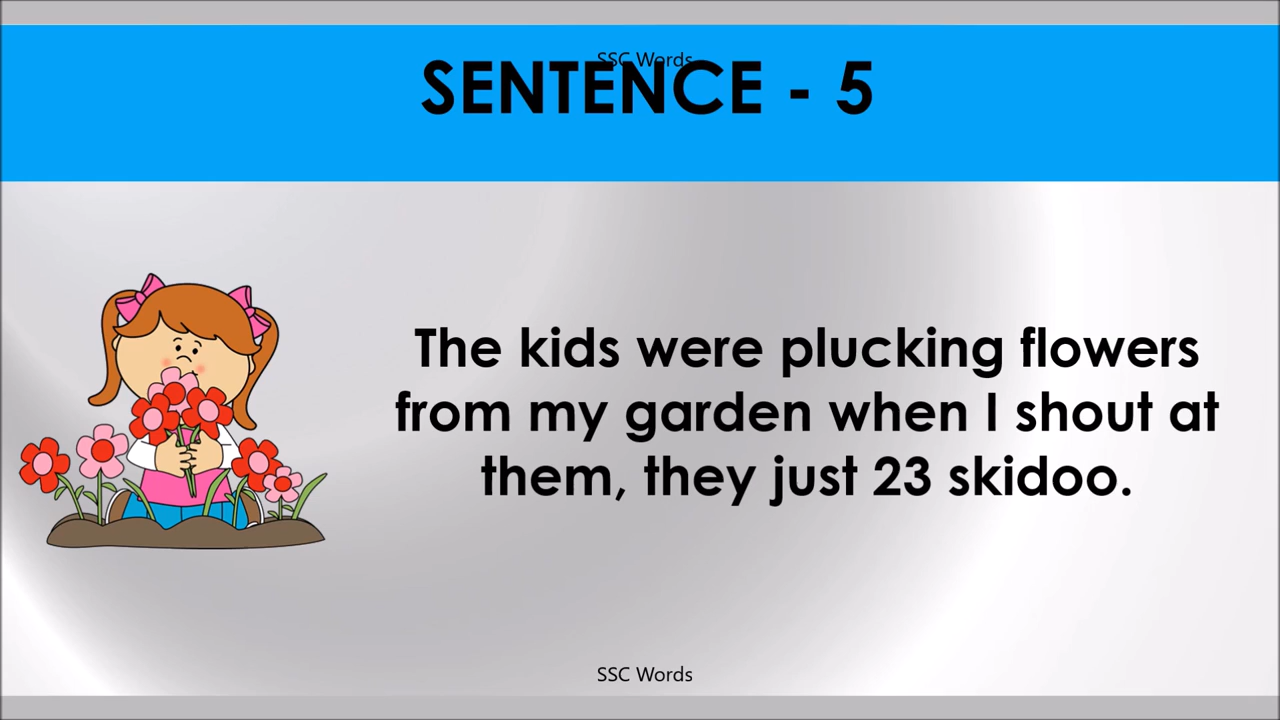 SSC Words
SENTENCE - 5
The kids were plucking flowers
from my garden when I shout at
them, they just 23 skidoo.
SSC Words